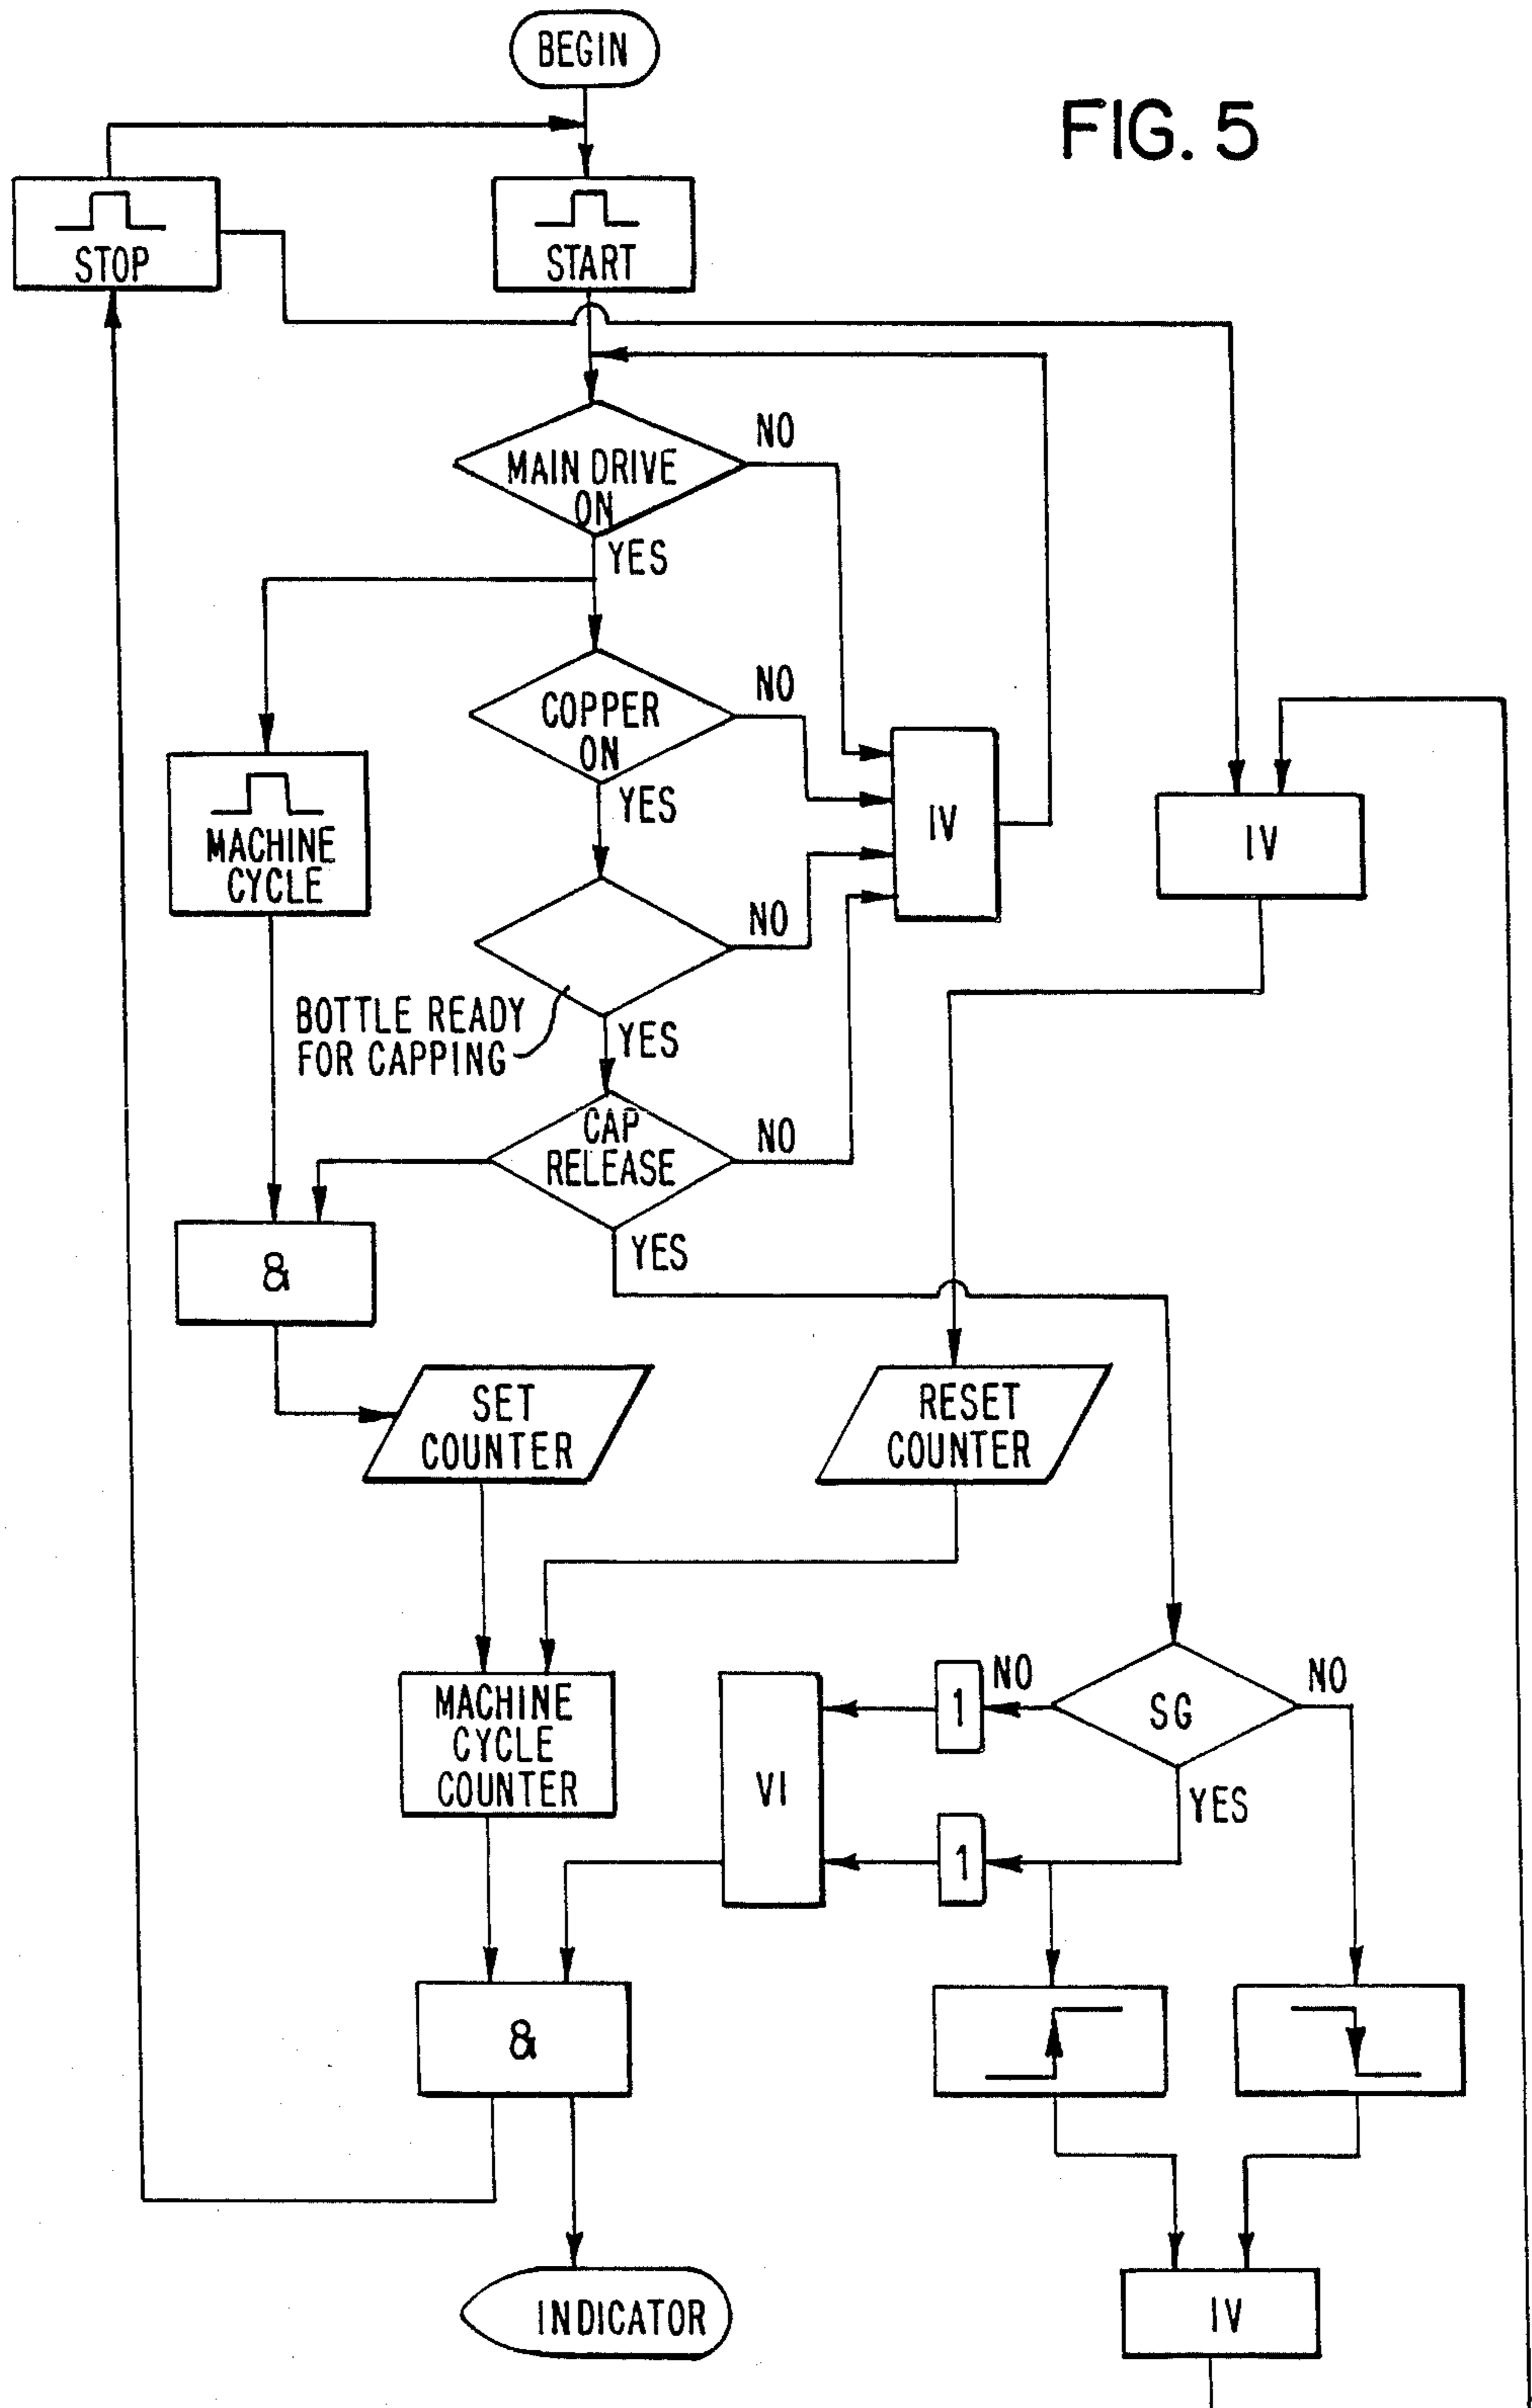 BEGIN
FIG. 5
STOP
START
NO
MAIN DRIVE
ON
YES
NO
COPPER
ON
YES
IV
IV
MACHINE
CYCLE
NO
BOTTLE READY
FOR CAPPING
YES
CAP
RELEASE
NO
YES
&
SET
COUNTER
RESET
COUNTER
MACHINE
CYCLE
COUNTER
VI
1
NO
SG
NO
YES
1
&
INDICATOR
IV